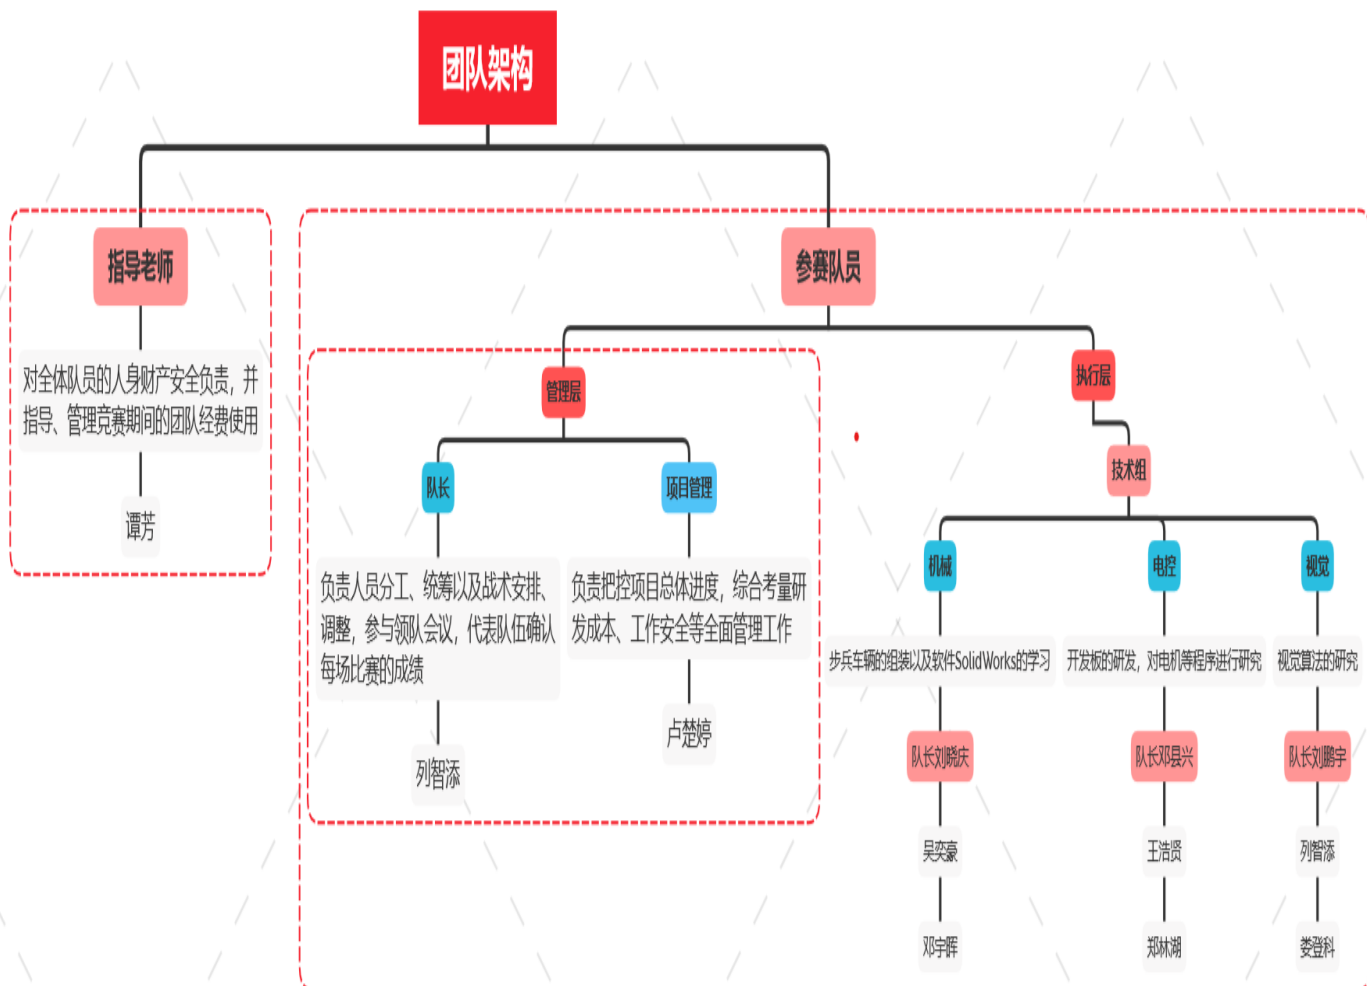 团队架构
指导老师
对全体队员的人身财产安全负责，并
指导、管理竞赛期间的团队经费使用
谭芳
参赛队员
管理层
队长
负责人员分工、统筹以及战术安排、
调整，参与领队会议，代表队伍确认
每场比赛的成绩
列智添
项目管理
负责把控项目总体进度，综合考量研
发成本、工作安全等全面管理工作
卢楚婷
执行层
技术组
机械
步兵车辆的组装以及软件SolidWorks的学习
队长刘晓庆
吴奕豪
邓宇晖
电控
开发板的研发，对电机等程序进行研究
队长邓县兴
王浩贤
郑林湖
视觉
视觉算法的研究
队长刘鹏宇
列智添
娄登科